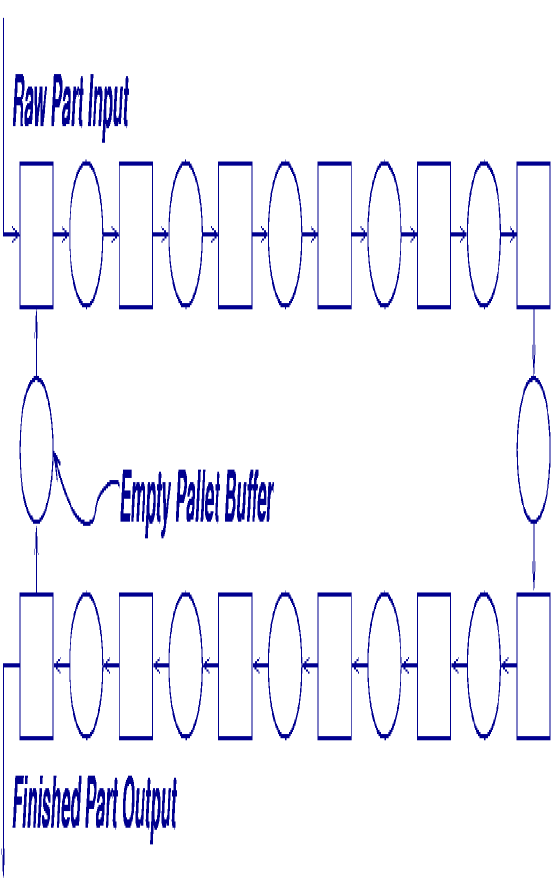 Raw Part Input
Empty Pallet Buffer
Finished Part Output